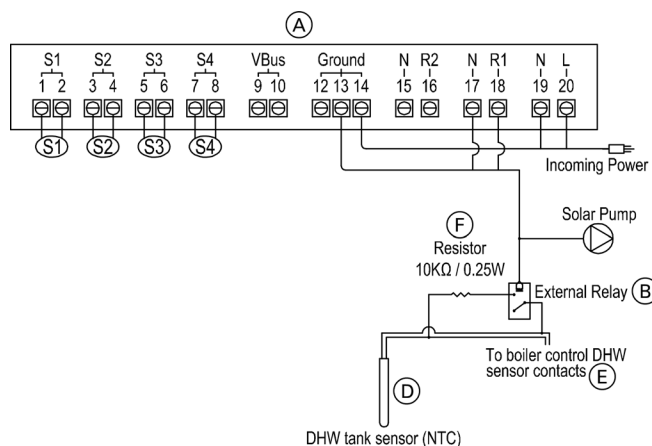 A
S1 S2 S3 S4 VBus Ground N R2 N R1 N L
1 2 3 4 5 6 7 8 9 10 12 13 14 15 16 17 18 19 20
S1 S2 S3 S4
Incoming Power
Solar Pump
F
Resistor
10KΩ / 0.25W
External Relay B
To boiler control DHW
sensor contacts E
D
DHW tank sensor (NTC)